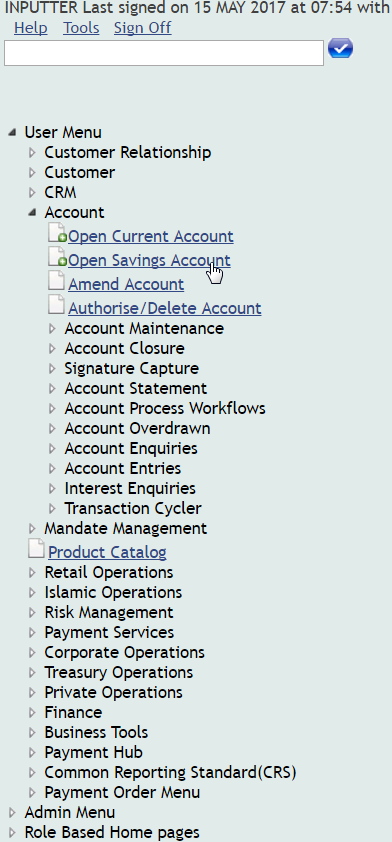 INPUTTER Last signed on 15 MAY 2017 at 07:54 with
Help Tools Sign Off
User Menu
Customer Relationship
Customer
CRM
Account
Open Current Account
Open Savings Account
Amend Account
Authorise/Delete Account
Account Maintenance
Account Closure
Signature Capture
Account Statement
Account Process Workflows
Account Overdrawn
Account Enquiries
Account Entries
Interest Enquiries
Transaction Cycler
Mandate Management
Product Catalog
Retail Operations
Islamic Operations
Risk Management
Payment Services
Corporate Operations
Treasury Operations
Private Operations
Finance
Business Tools
Payment Hub
Common Reporting Standard(CRS)
Payment Order Menu
Admin Menu
Role Based Home pages